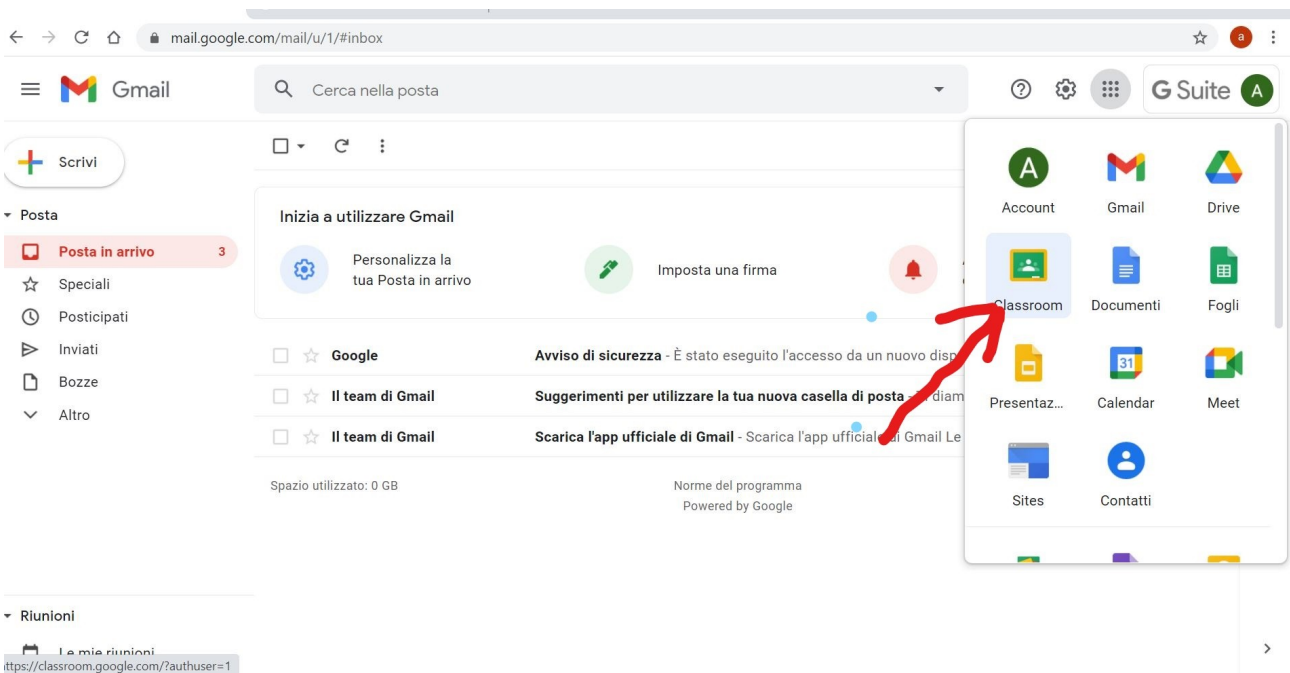 mail.google.com/mail/u/1/#inbox
a
Gmail
Cerca nella posta
G Suite
A
Scrivi
Posta
Posta in arrivo 3
Speciali
Posticipati
Inviati
Bozze
Altro
Inizia a utilizzare Gmail
Personalizza la
tua Posta in arrivo
Imposta una firma
Google Avviso di sicurezza - È stato eseguito l'accesso da un nuovo disp
Il team di Gmail Suggerimenti per utilizzare la tua nuova casella di posta - diam
Il team di Gmail Scarica l'app ufficiale di Gmail - Scarica l'app ufficiale di Gmail Le
Spazio utilizzato: 0 GB
Norme del programma
Powered by Google
A
Account Gmail Drive
Classroom Documenti Fogli
31
Presentaz... Calendar Meet
Sites Contatti
Riunioni
Le mie riunioni
ttps://classroom.google.com/?authuser=1